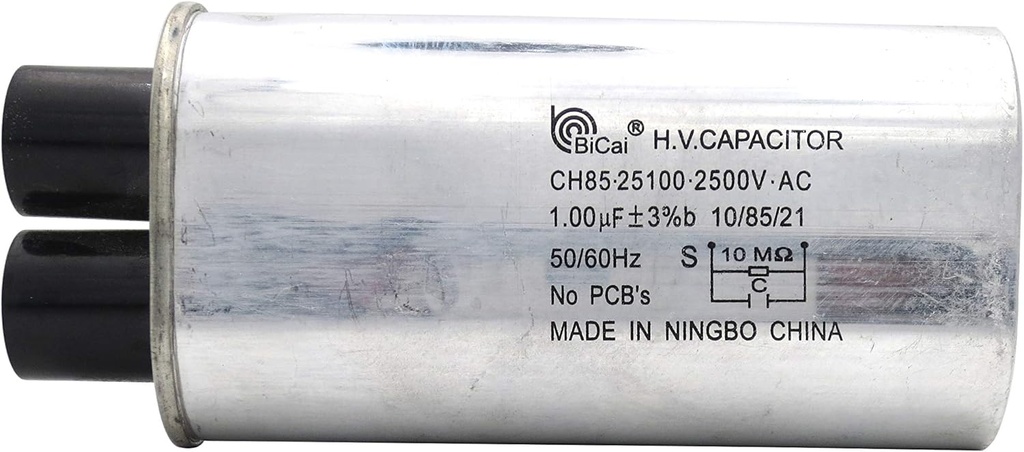 BiCai® H.V.CAPACITOR
CH85·25100·2500V·AC
1.00μF±3%b 10/85/21
50/60Hz S 10 MΩ
C
No PCB's
MADE IN NINGBO CHINA